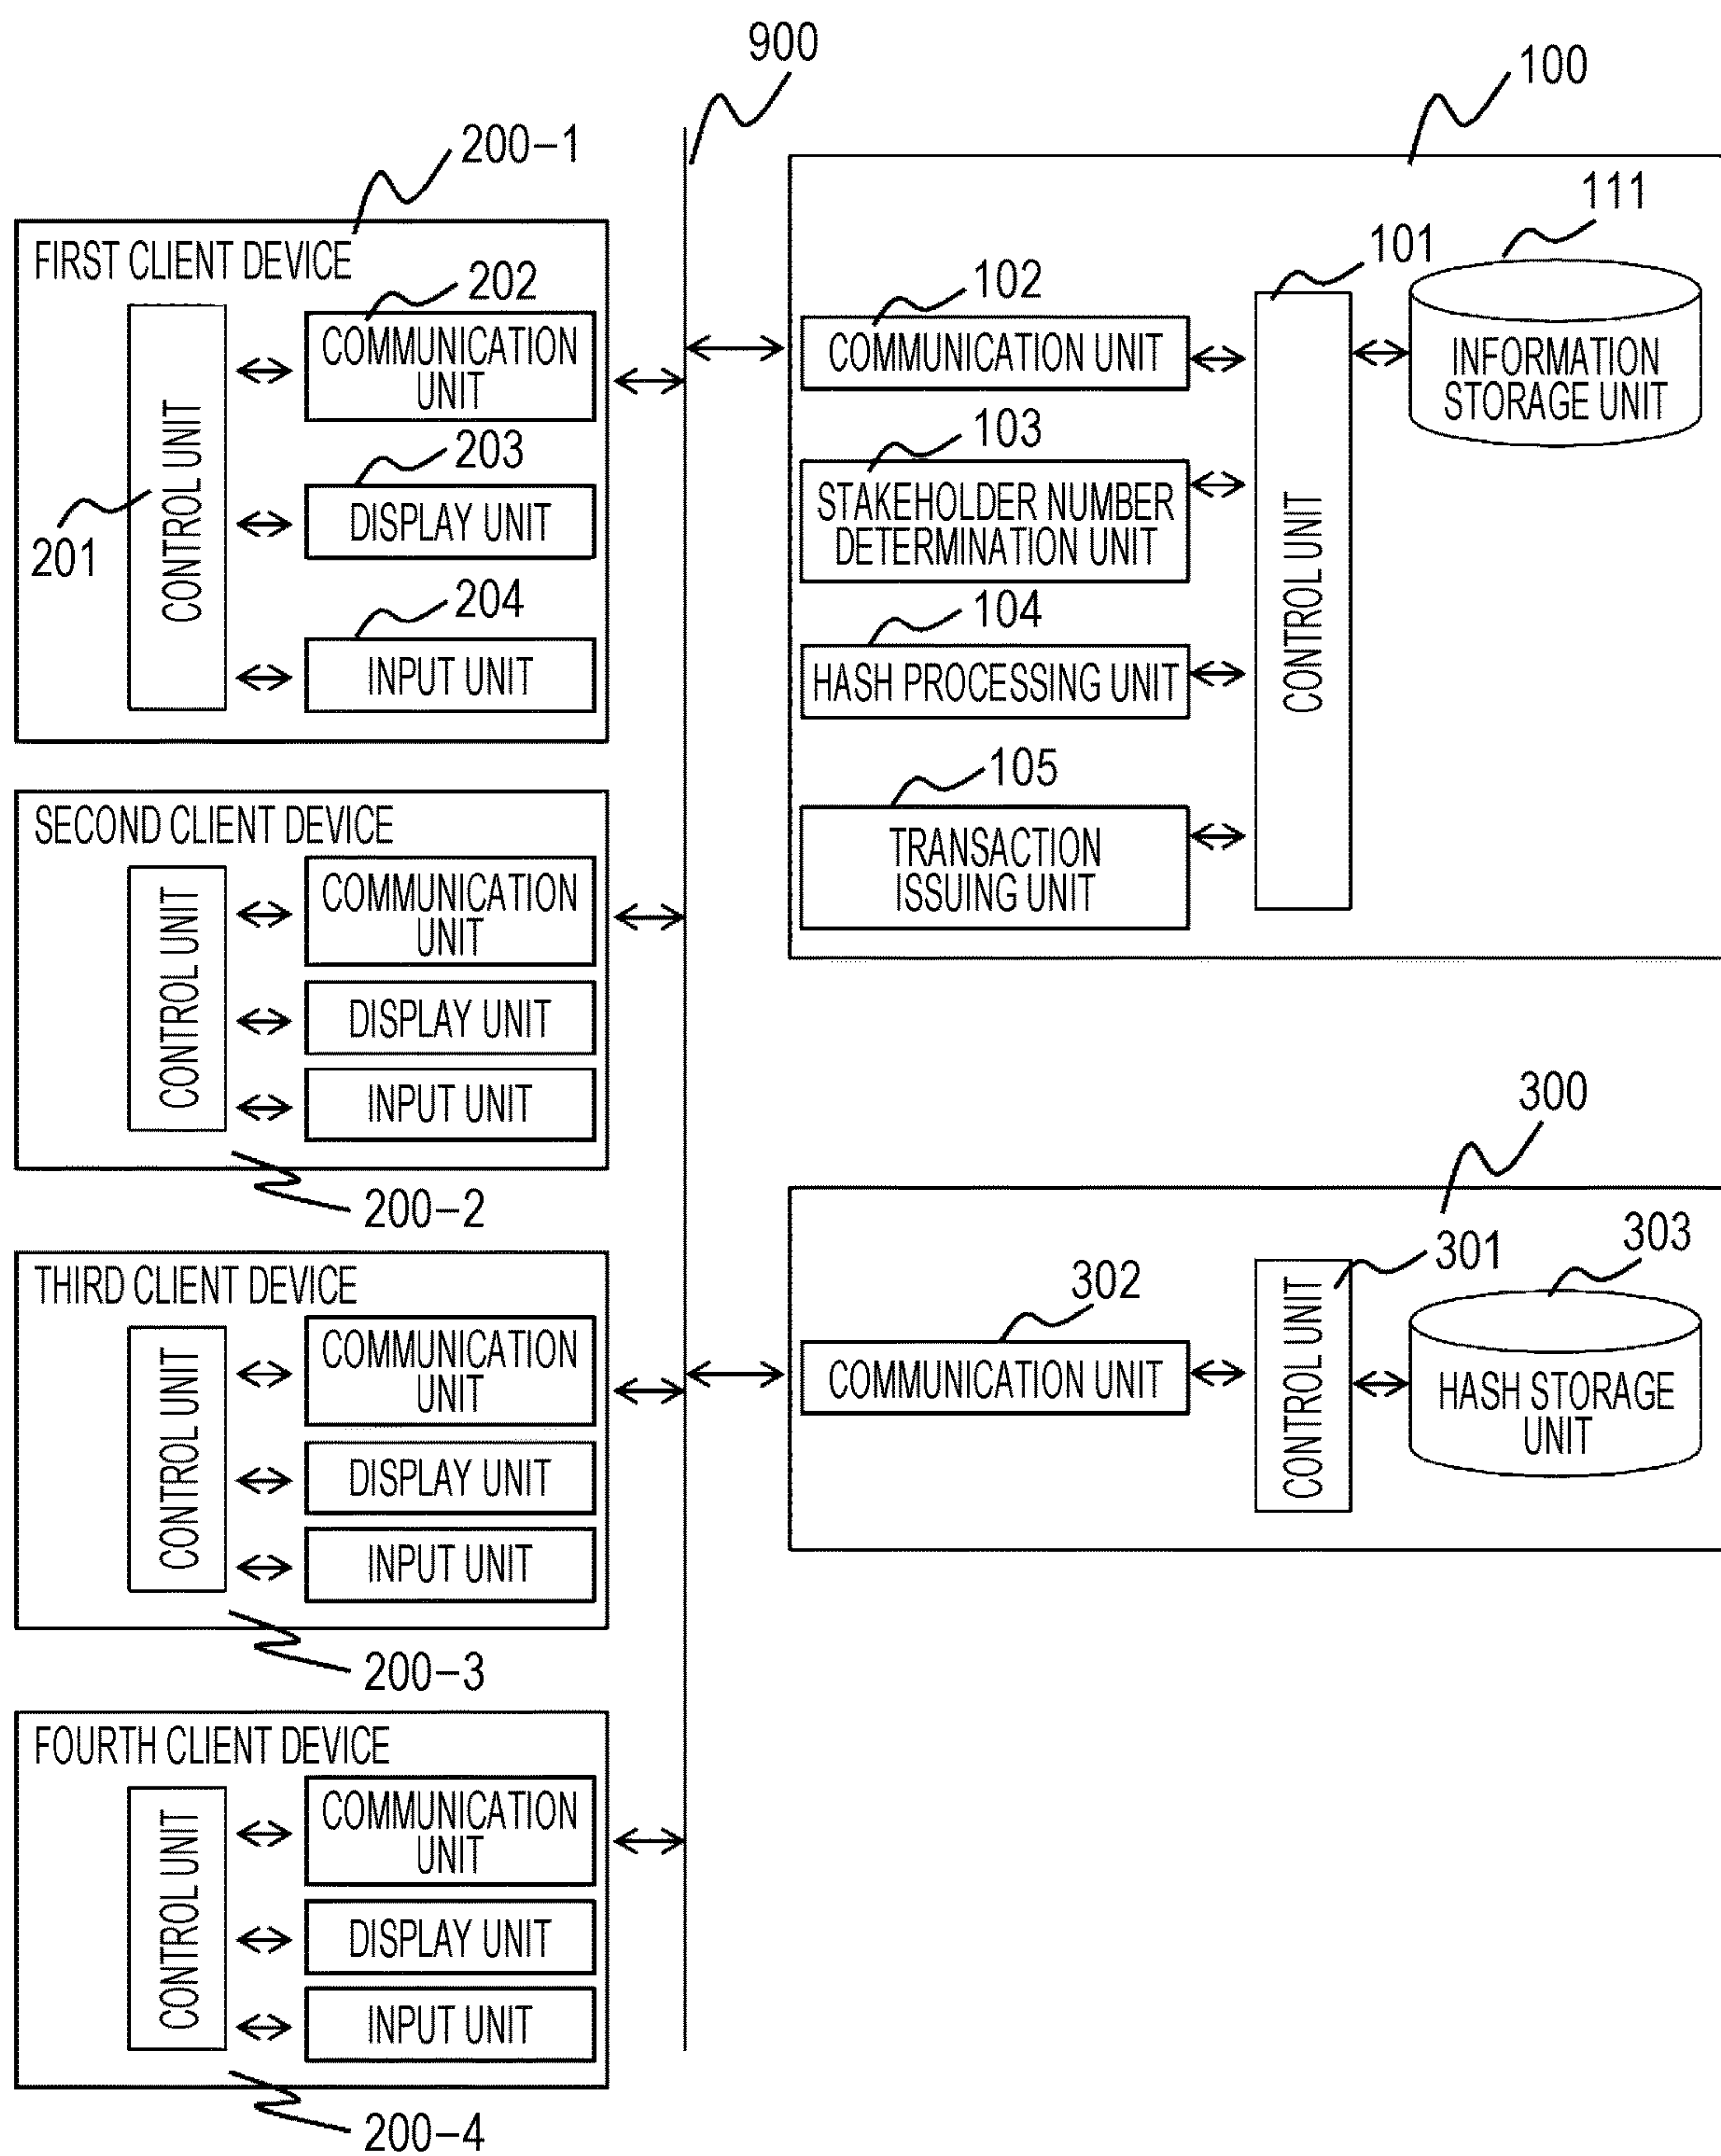 900
100
200-1
111
FIRST CLIENT DEVICE
202
COMMUNICATION
UNIT
203
DISPLAY UNIT
204
INPUT UNIT
CONTROL UNIT
201
102
COMMUNICATION UNIT
103
STAKEHOLDER NUMBER
DETERMINATION UNIT
104
HASH PROCESSING UNIT
105
TRANSACTION
ISSUING UNIT
101
CONTROL UNIT
INFORMATION
STORAGE UNIT
SECOND CLIENT DEVICE
CONTROL UNIT
COMMUNICATION
UNIT
DISPLAY UNIT
INPUT UNIT
200-2
300
301
303
302
COMMUNICATION UNIT
CONTROL UNIT
HASH STORAGE
UNIT
THIRD CLIENT DEVICE
CONTROL UNIT
COMMUNICATION
UNIT
DISPLAY UNIT
INPUT UNIT
200-3
FOURTH CLIENT DEVICE
CONTROL UNIT
COMMUNICATION
UNIT
DISPLAY UNIT
INPUT UNIT
200-4